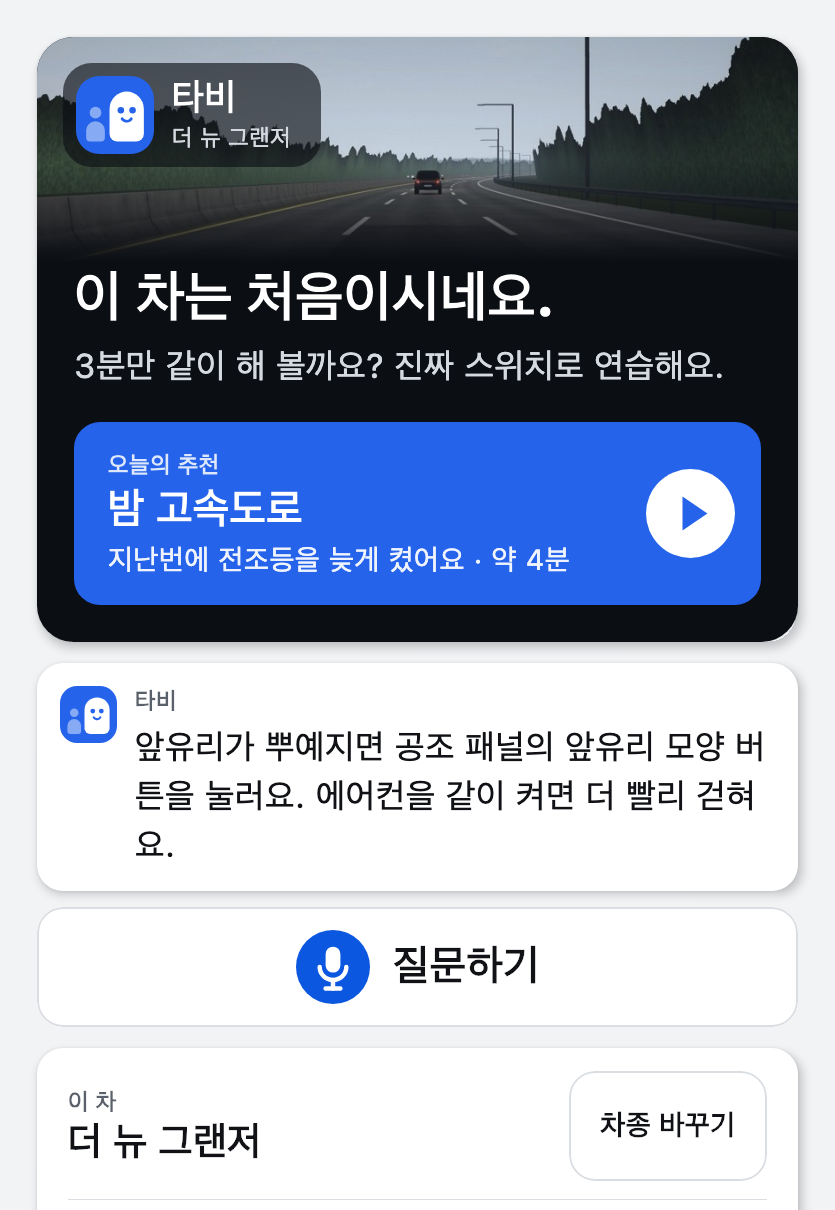 타비
더 뉴 그랜저
이 차는 처음이시네요.
3분만 같이 해 볼까요? 진짜 스위치로 연습해요.
오늘의 추천
밤 고속도로
지난번에 전조등을 늦게 켰어요 · 약 4분
타비
앞유리가 뿌예지면 공조 패널의 앞유리 모양 버
튼을 눌러요. 에어컨을 같이 켜면 더 빨리 걷혀
요.
질문하기
이 차
더 뉴 그랜저
차종 바꾸기